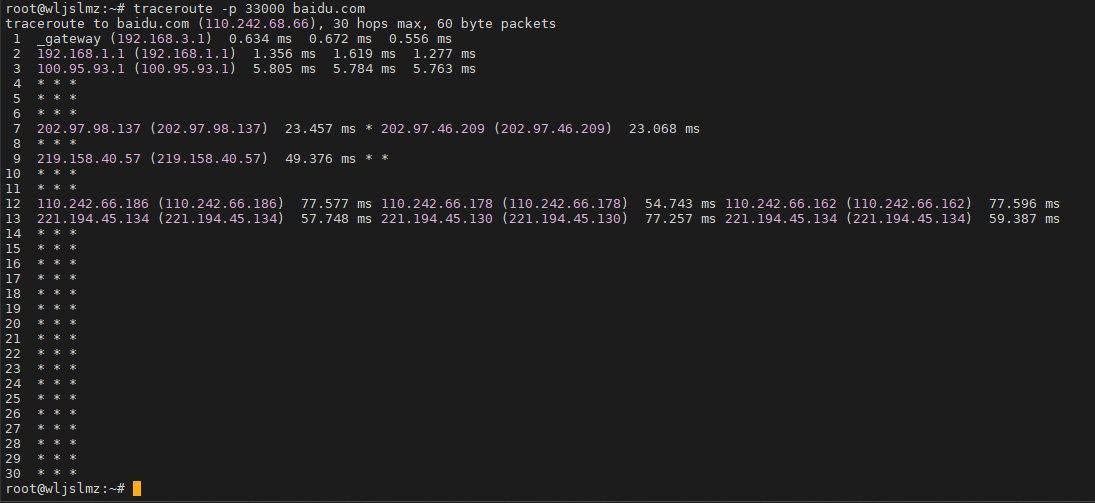 root@wljslmz:~# traceroute -p 33000 baidu.com
traceroute to baidu.com (110.242.68.66), 30 hops max, 60 byte packets
 1  _gateway (192.168.3.1)  0.634 ms  0.672 ms  0.556 ms
 2  192.168.1.1 (192.168.1.1)  1.356 ms  1.619 ms  1.277 ms
 3  100.95.93.1 (100.95.93.1)  5.805 ms  5.784 ms  5.763 ms
 4  * * *
 5  * * *
 6  * * *
 7  202.97.98.137 (202.97.98.137)  23.457 ms * 202.97.46.209 (202.97.46.209)  23.068 ms
 8  * * *
 9  219.158.40.57 (219.158.40.57)  49.376 ms * *
10  * * *
11  * * *
12  110.242.66.186 (110.242.66.186)  77.577 ms 110.242.66.178 (110.242.66.178)  54.743 ms 110.242.66.162 (110.242.66.162)  77.596 ms
13  221.194.45.134 (221.194.45.134)  57.748 ms 221.194.45.130 (221.194.45.130)  77.257 ms 221.194.45.134 (221.194.45.134)  59.387 ms
14  * * *
15  * * *
16  * * *
17  * * *
18  * * *
19  * * *
20  * * *
21  * * *
22  * * *
23  * * *
24  * * *
25  * * *
26  * * *
27  * * *
28  * * *
29  * * *
30  * * *
root@wljslmz:~#